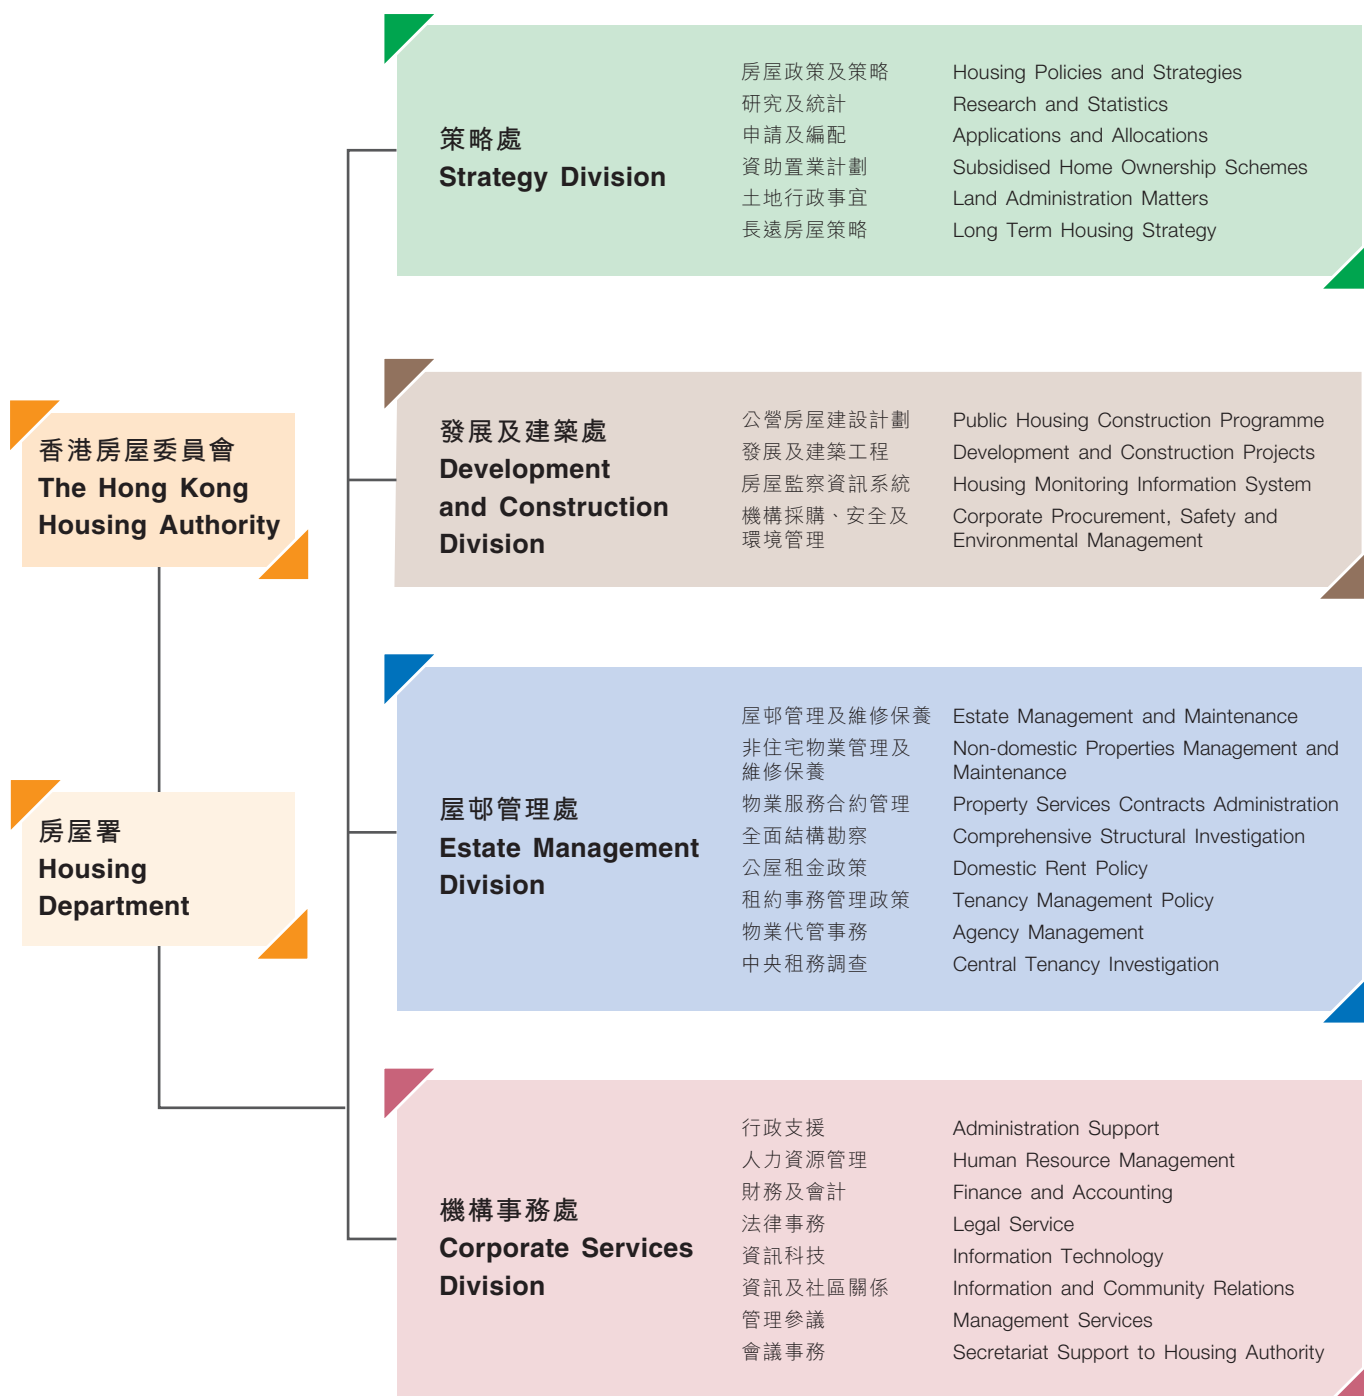 香港房屋委員會
The Hong Kong
Housing Authority
房屋署
Housing
Department
策略處
Strategy Division
房屋政策及策略 Housing Policies and Strategies
研究及統計 Research and Statistics
申請及編配 Applications and Allocations
資助置業計劃 Subsidised Home Ownership Schemes
土地行政事宜 Land Administration Matters
長遠房屋策略 Long Term Housing Strategy
發展及建築處
Development
and Construction
Division
公營房屋建設計劃 Public Housing Construction Programme
發展及建築工程 Development and Construction Projects
房屋監察資訊系統 Housing Monitoring Information System
機構採購、安全及 Corporate Procurement, Safety and
環境管理 Environmental Management
屋邨管理處
Estate Management
Division
屋邨管理及維修保養 Estate Management and Maintenance
非住宅物業管理及 Non-domestic Properties Management and
維修保養 Maintenance
物業服務合約管理 Property Services Contracts Administration
全面結構勘察 Comprehensive Structural Investigation
公屋租金政策 Domestic Rent Policy
租約事務管理政策 Tenancy Management Policy
物業代管事務 Agency Management
中央租務調查 Central Tenancy Investigation
機構事務處
Corporate Services
Division
行政支援 Administration Support
人力資源管理 Human Resource Management
財務及會計 Finance and Accounting
法律事務 Legal Service
資訊科技 Information Technology
資訊及社區關係 Information and Community Relations
管理參議 Management Services
會議事務 Secretariat Support to Housing Authority